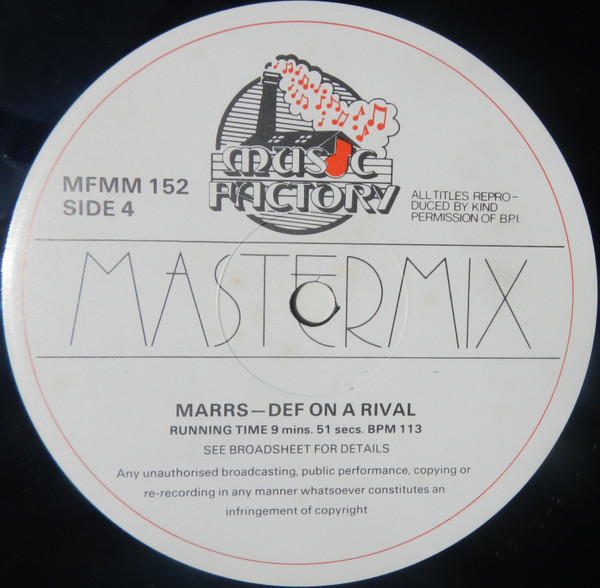 MUSIC
FACTORY
MFMM 152
SIDE 4
ALL TITLES REPRO-
DUCED BY KIND
PERMISSION OF B.P.I.
MASTERMIX
MARRS—DEF ON A RIVAL
RUNNING TIME 9 mins. 51 secs. BPM 113
SEE BROADSHEET FOR DETAILS
Any unauthorised broadcasting, public performance, copying or
re-recording in any manner whatsoever constitutes an
infringement of copyright